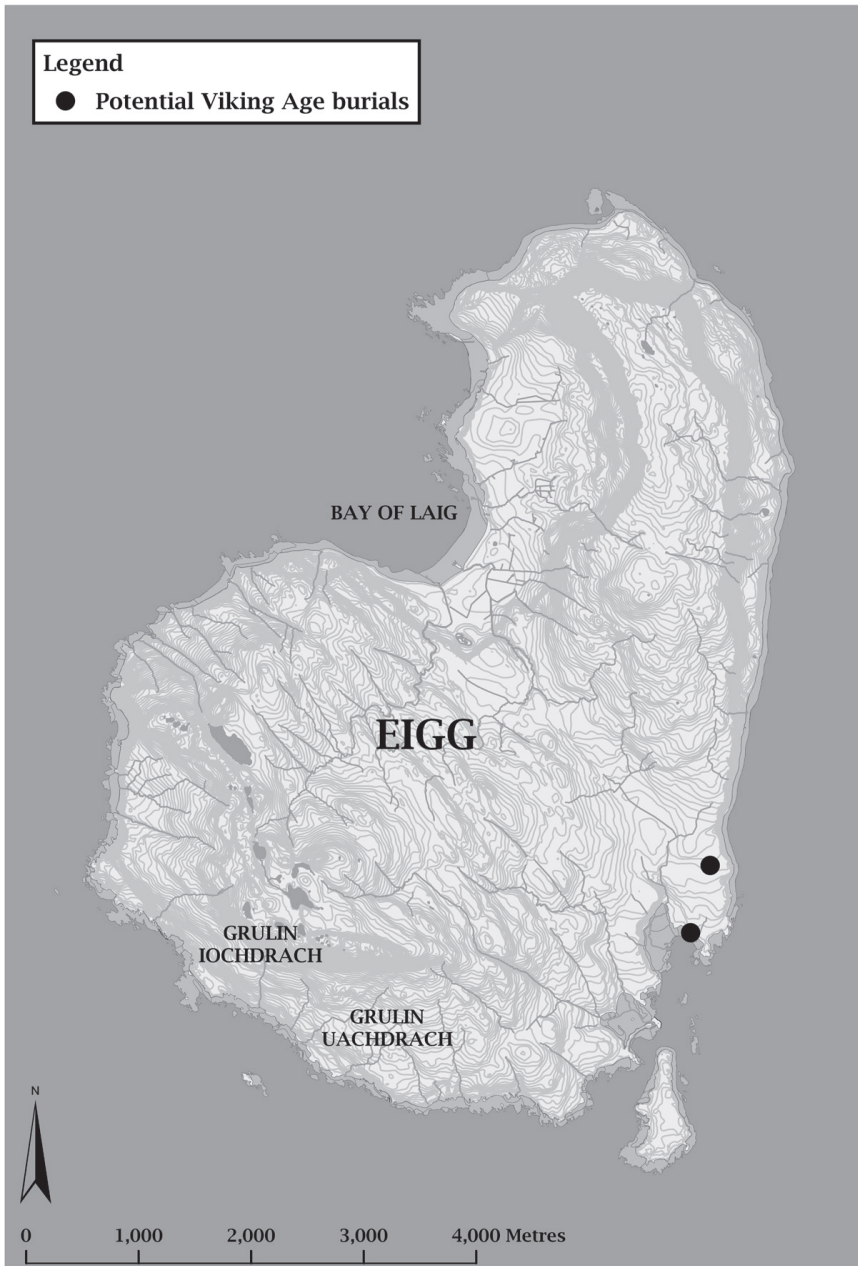 Legend
Potential Viking Age burials
BAY OF LAIG
EIGG
GRULIN
IOCHDRACH
GRULIN
UACHDRACH
N
0 1,000 2,000 3,000 4,000 Metres